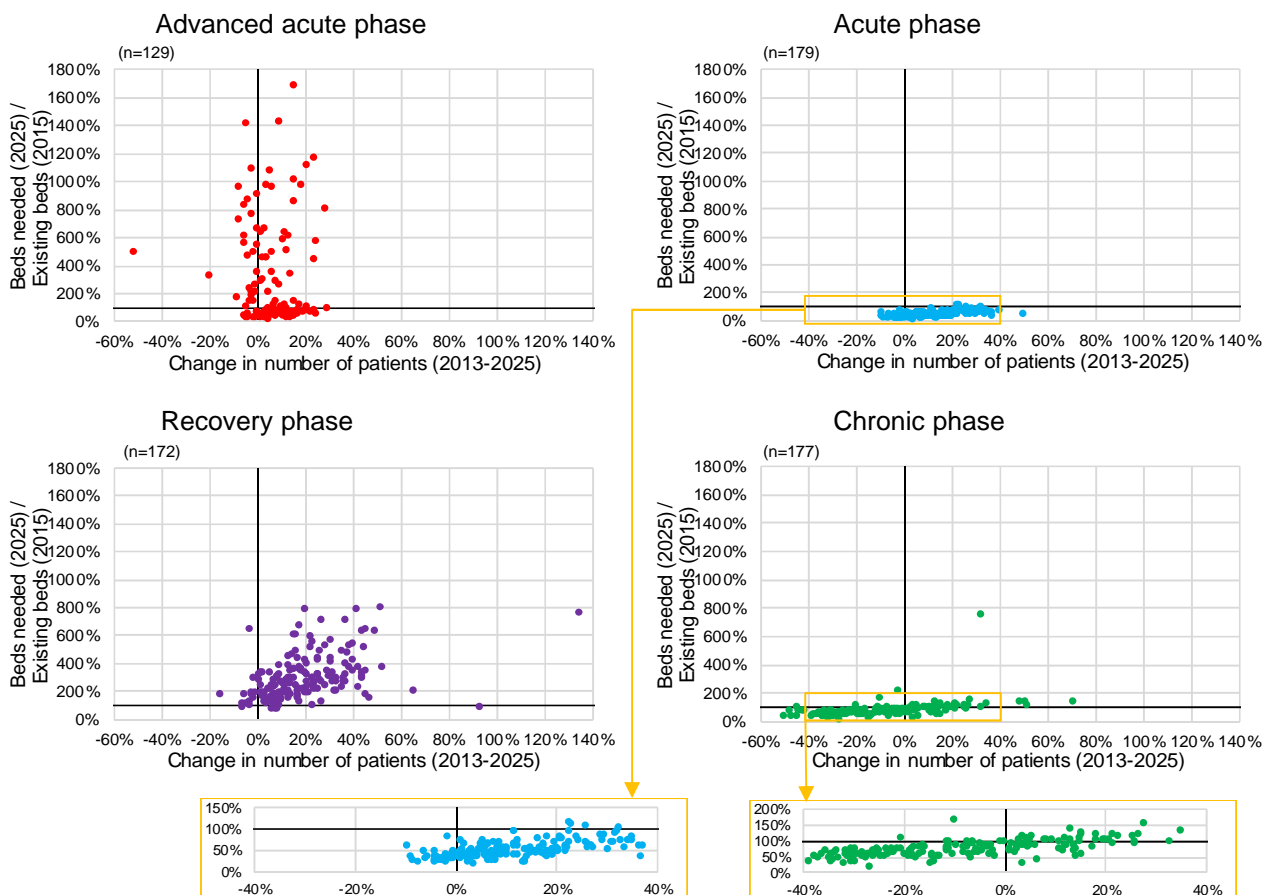 Advanced acute phase
(n=129)
Beds needed (2025) /
Existing beds (2015)
1800%
1600%
1400%
1200%
1000%
800%
600%
400%
200%
0%
-60% -40% -20% 0% 20% 40% 60% 80% 100% 120% 140%
Change in number of patients (2013-2025)
Acute phase
(n=179)
Beds needed (2025) /
Existing beds (2015)
1800%
1600%
1400%
1200%
1000%
800%
600%
400%
200%
0%
-60% -40% -20% 0% 20% 40% 60% 80% 100% 120% 140%
Change in number of patients (2013-2025)
Recovery phase
(n=172)
Beds needed (2025) /
Existing beds (2015)
1800%
1600%
1400%
1200%
1000%
800%
600%
400%
200%
0%
-60% -40% -20% 0% 20% 40% 60% 80% 100% 120% 140%
Change in number of patients (2013-2025)
Chronic phase
(n=177)
Beds needed (2025) /
Existing beds (2015)
1800%
1600%
1400%
1200%
1000%
800%
600%
400%
200%
0%
-60% -40% -20% 0% 20% 40% 60% 80% 100% 120% 140%
Change in number of patients (2013-2025)
150%
100%
50%
0%
-40% -20% 0% 20% 40%
200%
150%
100%
50%
0%
-40% -20% 0% 20% 40%